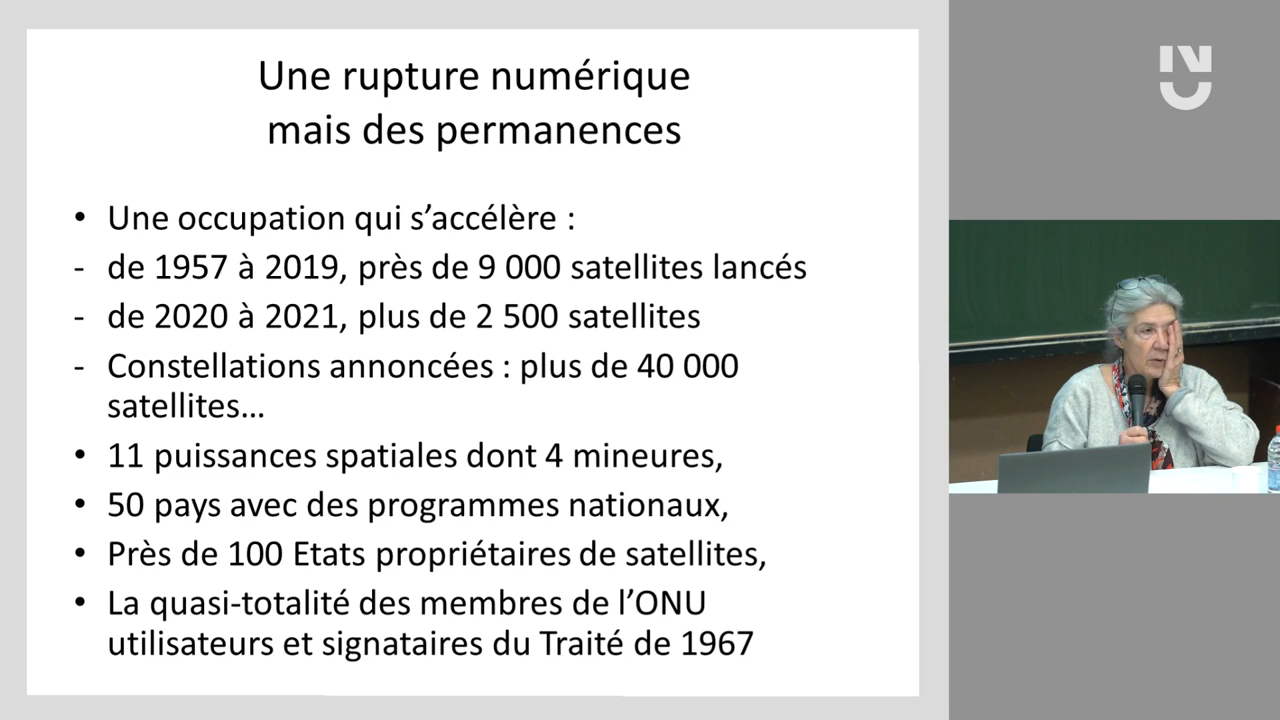 Une rupture numérique
mais des permanences
• Une occupation qui s’accélère :
- de 1957 à 2019, près de 9 000 satellites lancés
- de 2020 à 2021, plus de 2 500 satellites
- Constellations annoncées : plus de 40 000
satellites…
• 11 puissances spatiales dont 4 mineures,
• 50 pays avec des programmes nationaux,
• Près de 100 Etats propriétaires de satellites,
• La quasi-totalité des membres de l’ONU
utilisateurs et signataires du Traité de 1967